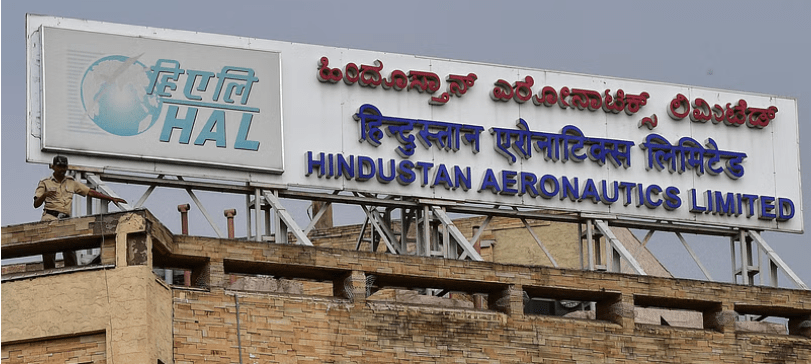 हिएलि
HAL
ಹಿಂದೂಸ್ತಾನ್ ಏರೋನಾಟಿಕ್ಸ್ ಲಿಮಿಟೆಡ್
हिन्दुस्तान एरोनाटिक्स लिमिटेड
HINDUSTAN AERONAUTICS LIMITED